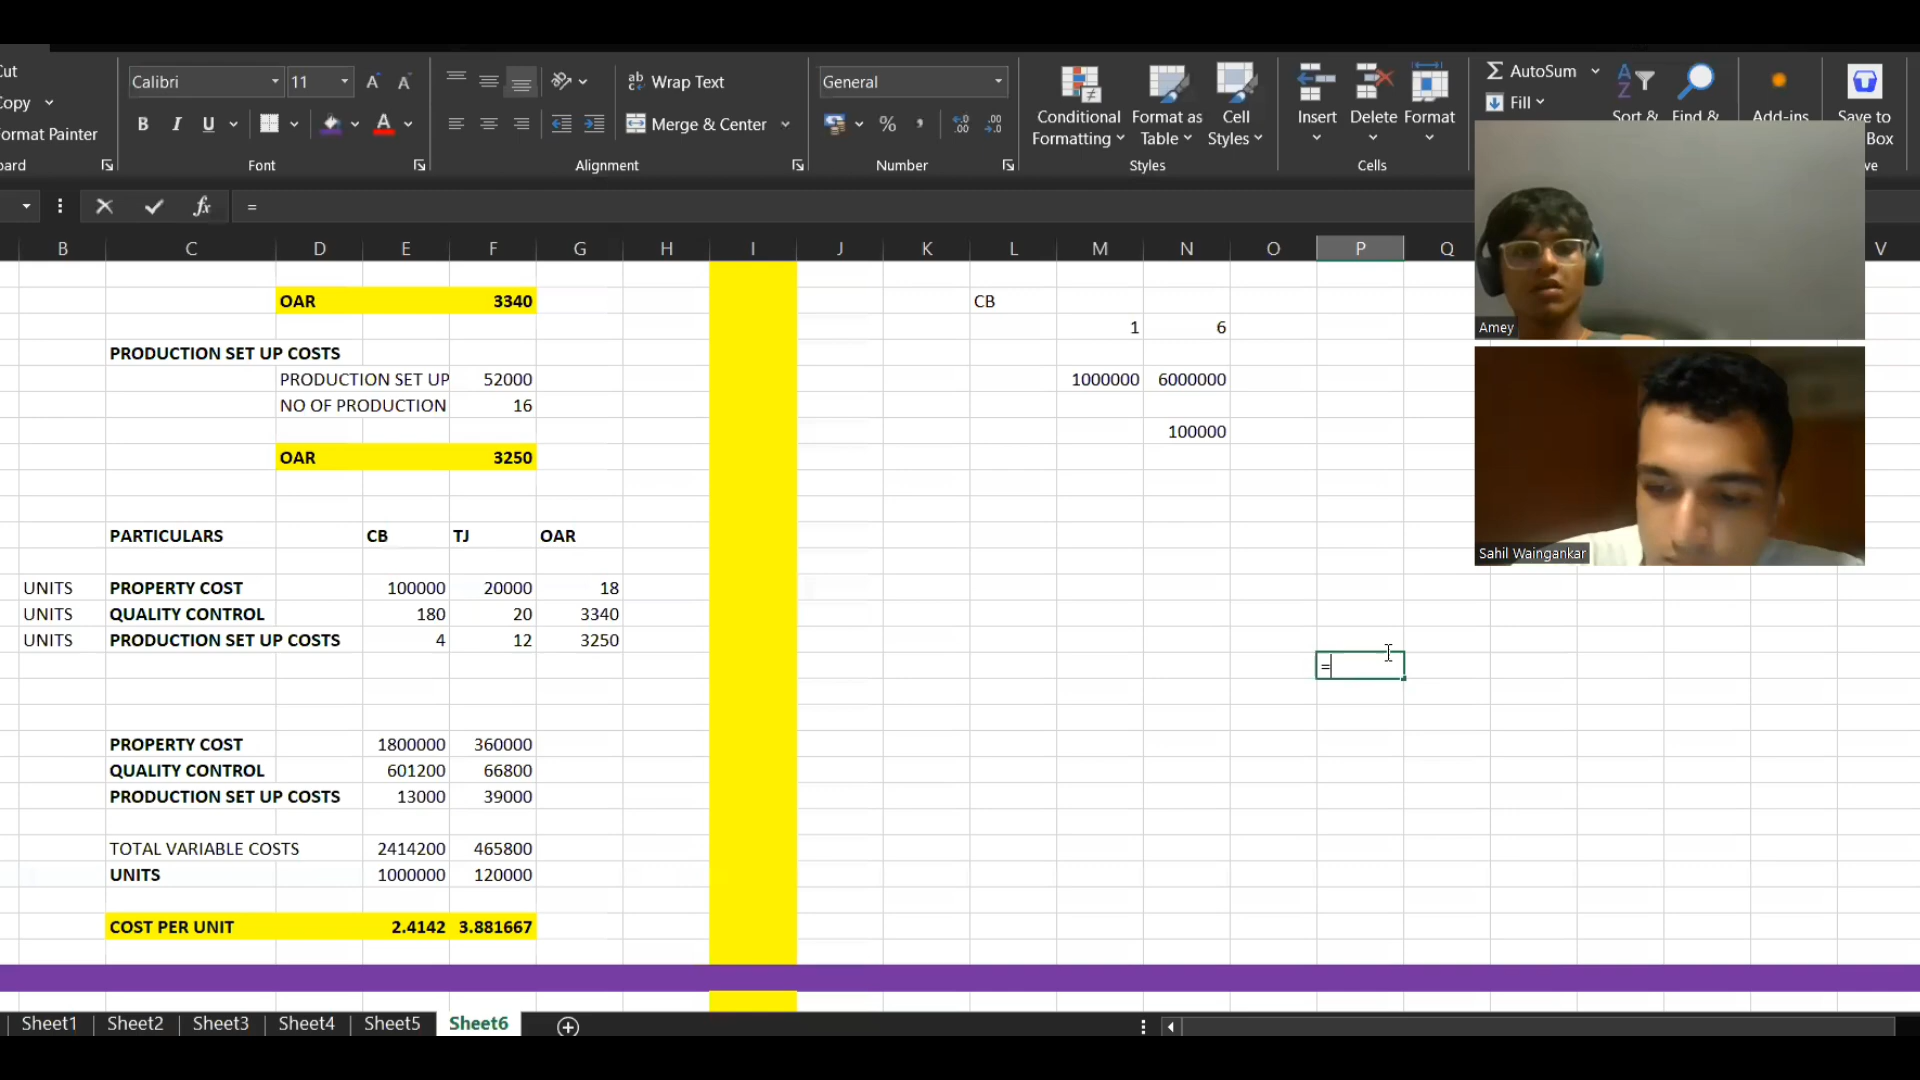 Cut
Calibri 11 Wrap Text General AutoSum
Copy Conditional Formatting Format as Table Cell Styles Insert Delete Format Fill
Format Painter B I U Merge & Center % Sort & Find & Add-ins Save to Box
Font Alignment Number Styles Cells
fx =
B C D E F G H I J K L M N O P Q V
OAR 3340 CB
1 6
PRODUCTION SET UP COSTS
PRODUCTION SET UP 52000 1000000 6000000
NO OF PRODUCTION 16
100000
OAR 3250
PARTICULARS CB TJ OAR
UNITS PROPERTY COST 100000 20000 18
UNITS QUALITY CONTROL 180 20 3340
UNITS PRODUCTION SET UP COSTS 4 12 3250
=
PROPERTY COST 1800000 360000
QUALITY CONTROL 601200 66800
PRODUCTION SET UP COSTS 13000 39000
TOTAL VARIABLE COSTS 2414200 465800
UNITS 1000000 120000
COST PER UNIT 2.4142 3.881667
Sheet1 Sheet2 Sheet3 Sheet4 Sheet5 Sheet6
Amey
Sahil Waingankar